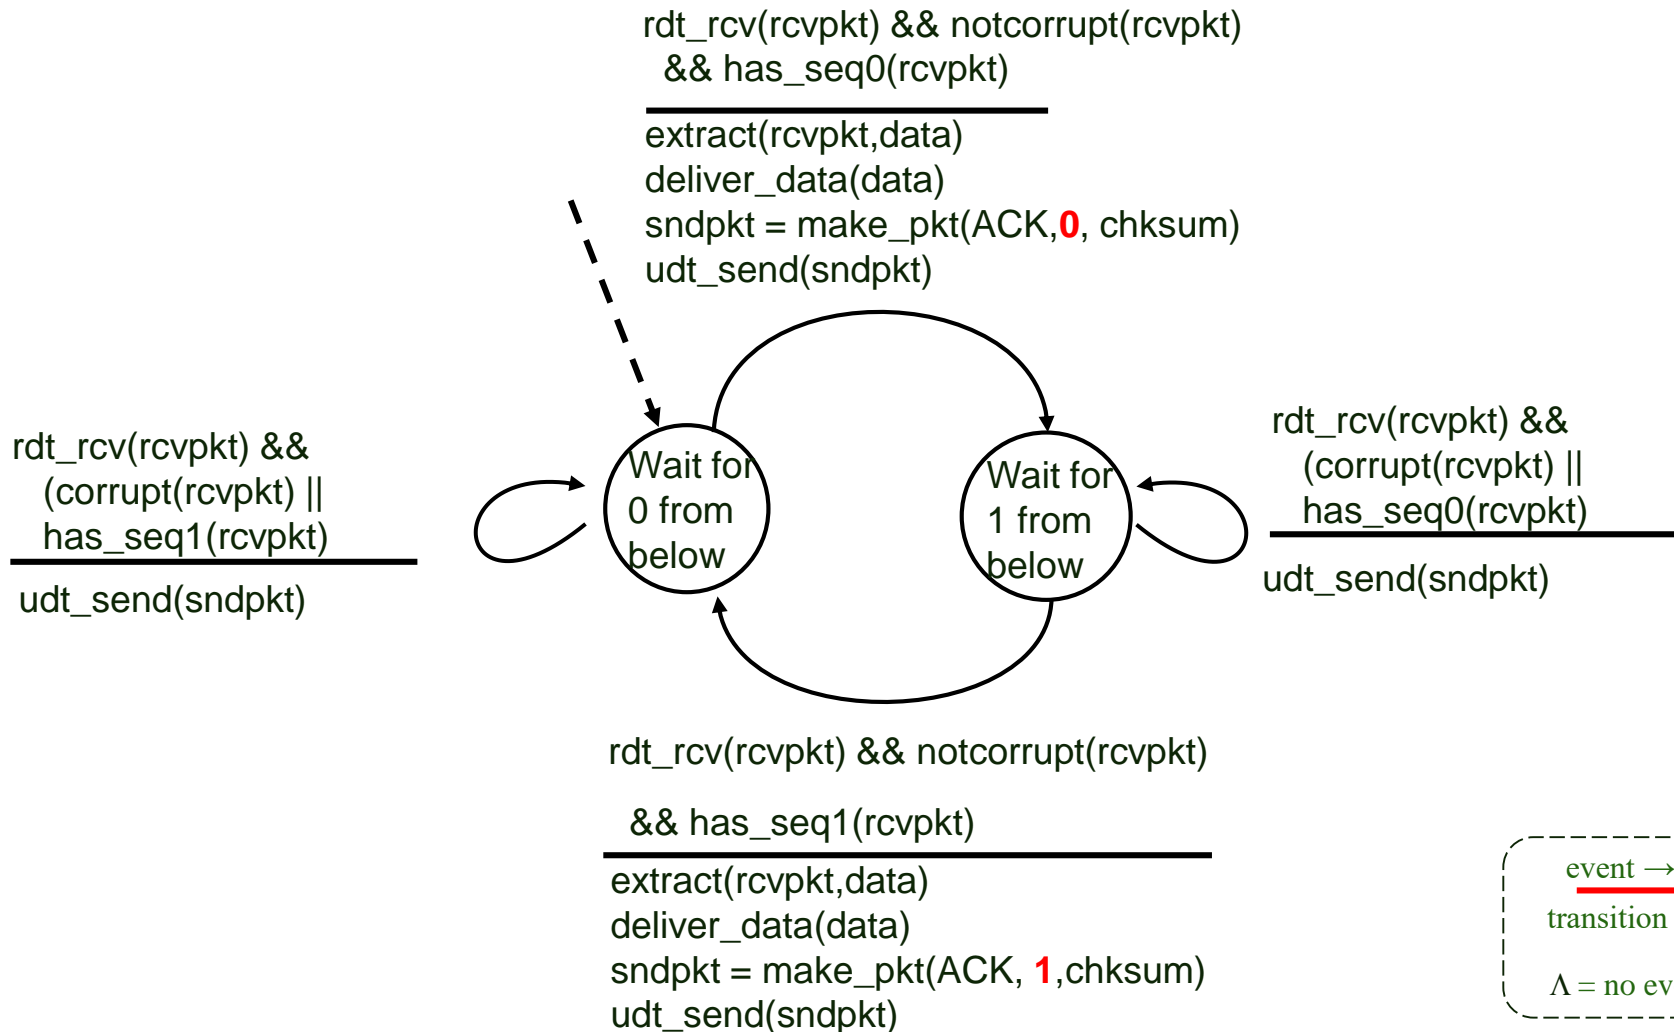 rdt_rcv(rcvpkt) && notcorrupt(rcvpkt)
&& has_seq0(rcvpkt)
extract(rcvpkt,data)
deliver_data(data)
sndpkt = make_pkt(ACK,0, chksum)
udt_send(sndpkt)
rdt_rcv(rcvpkt) &&
(corrupt(rcvpkt) ||
has_seq1(rcvpkt)
udt_send(sndpkt)
Wait for
0 from
below
Wait for
1 from
below
rdt_rcv(rcvpkt) &&
(corrupt(rcvpkt) ||
has_seq0(rcvpkt)
udt_send(sndpkt)
rdt_rcv(rcvpkt) && notcorrupt(rcvpkt)
&& has_seq1(rcvpkt)
extract(rcvpkt,data)
deliver_data(data)
sndpkt = make_pkt(ACK, 1,chksum)
udt_send(sndpkt)
event →
transition
Λ = no ev